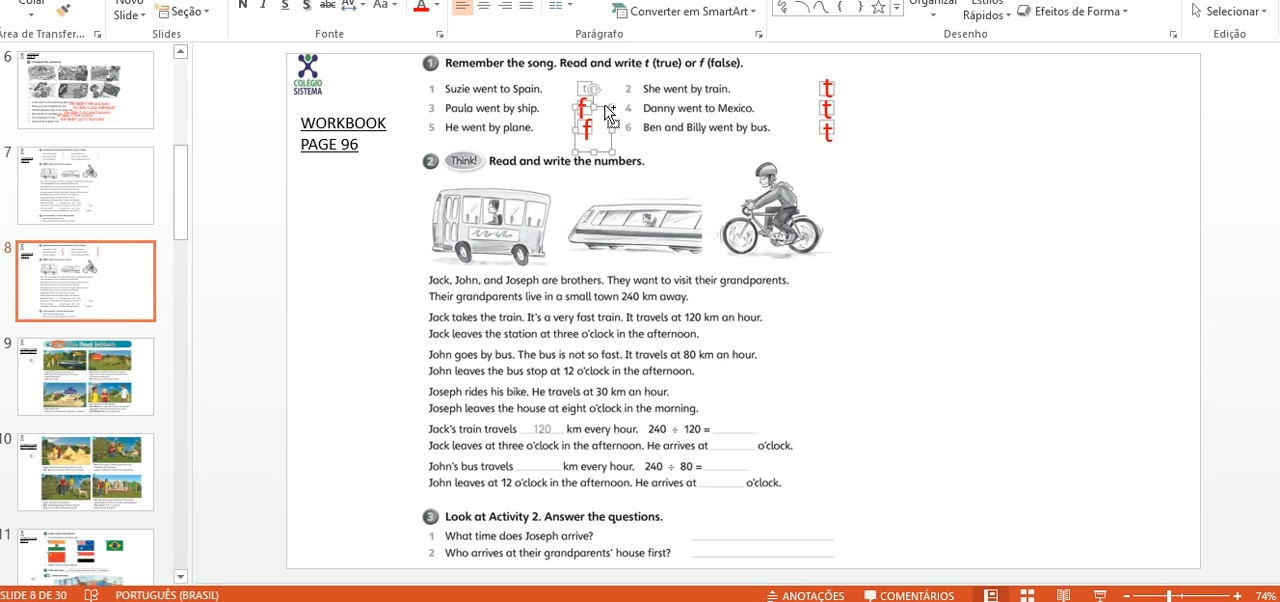 Novo
Slide
Seção
N I S S abc AV Aa A
Converter em SmartArt
Organizar
Estilos
Rápidos
Efeitos de Forma
Selecionar
Slides
Fonte
Parágrafo
Desenho
Edição
6
7
8
9
10
11
COLÉGIO
SISTEMA
WORKBOOK
PAGE 96
1 Remember the song. Read and write t (true) or f (false).
1 Suzie went to Spain. t 2 She went by train. t
3 Paula went by ship. f 4 Danny went to Mexico. t
5 He went by plane. f 6 Ben and Billy went by bus. t
2 Think! Read and write the numbers.
Jack, John, and Joseph are brothers. They want to visit their grandparents.
Their grandparents live in a small town 240 km away.
Jack takes the train. It's a very fast train. It travels at 120 km an hour.
Jack leaves the station at three o'clock in the afternoon.
John goes by bus. The bus is not so fast. It travels at 80 km an hour.
John leaves the bus stop at 12 o'clock in the afternoon.
Joseph rides his bike. He travels at 30 km an hour.
Joseph leaves the house at eight o'clock in the morning.
Jack's train travels 120 km every hour. 240 ÷ 120 =
Jack leaves at three o'clock in the afternoon. He arrives at o'clock.
John's bus travels km every hour. 240 ÷ 80 =
John leaves at 12 o'clock in the afternoon. He arrives at o'clock.
3 Look at Activity 2. Answer the questions.
1 What time does Joseph arrive?
2 Who arrives at their grandparents' house first?
SLIDE 8 DE 30
PORTUGUÊS (BRASIL)
ANOTAÇÕES
COMENTÁRIOS
74%